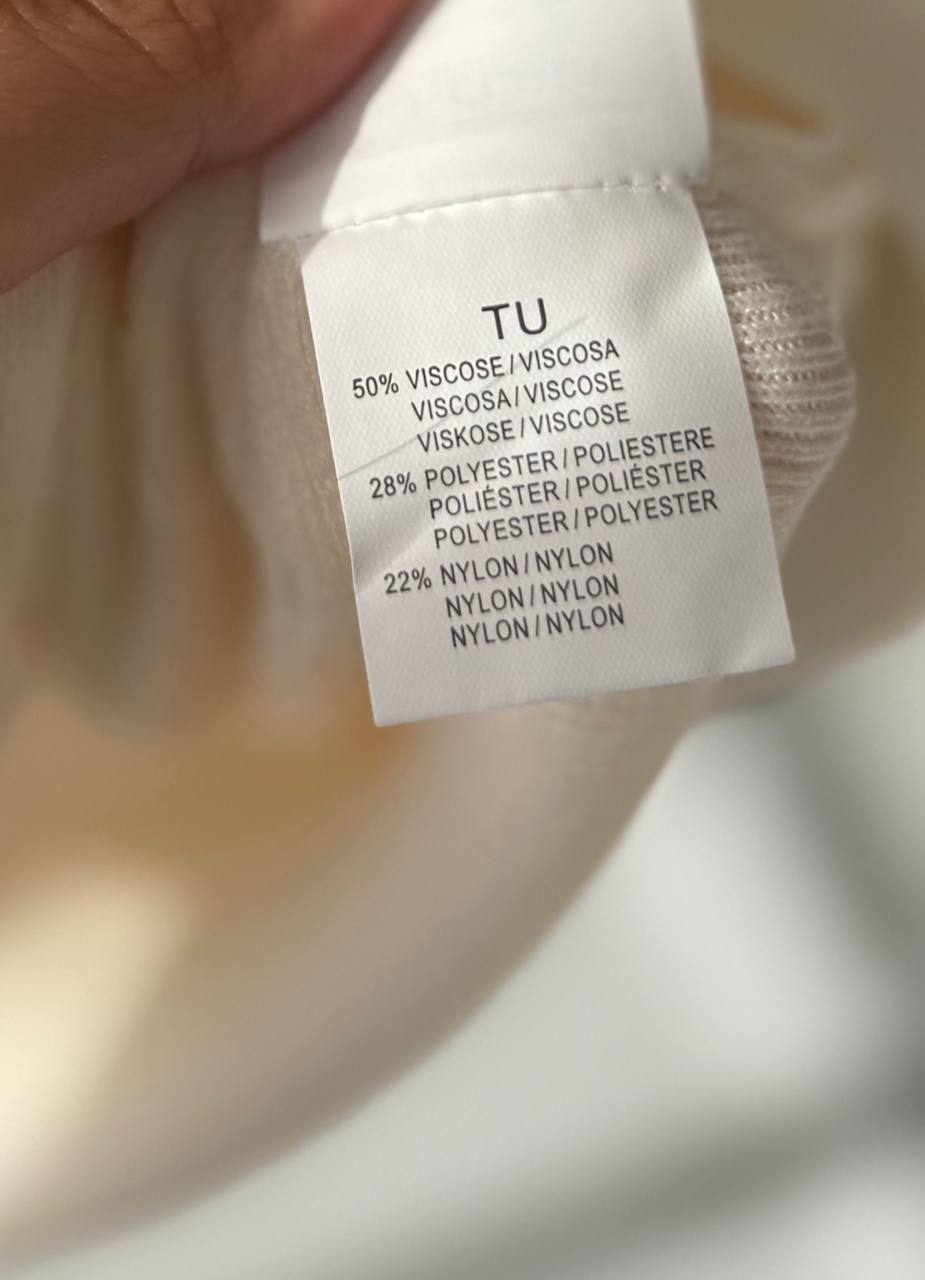 TU
50% VISCOSE / VISCOSA
VISCOSA / VISCOSE
VISKOSE / VISCOSE
28% POLYESTER / POLIESTERE
POLIÉSTER / POLIÉSTER
POLYESTER / POLYESTER
22% NYLON / NYLON
NYLON / NYLON
NYLON / NYLON